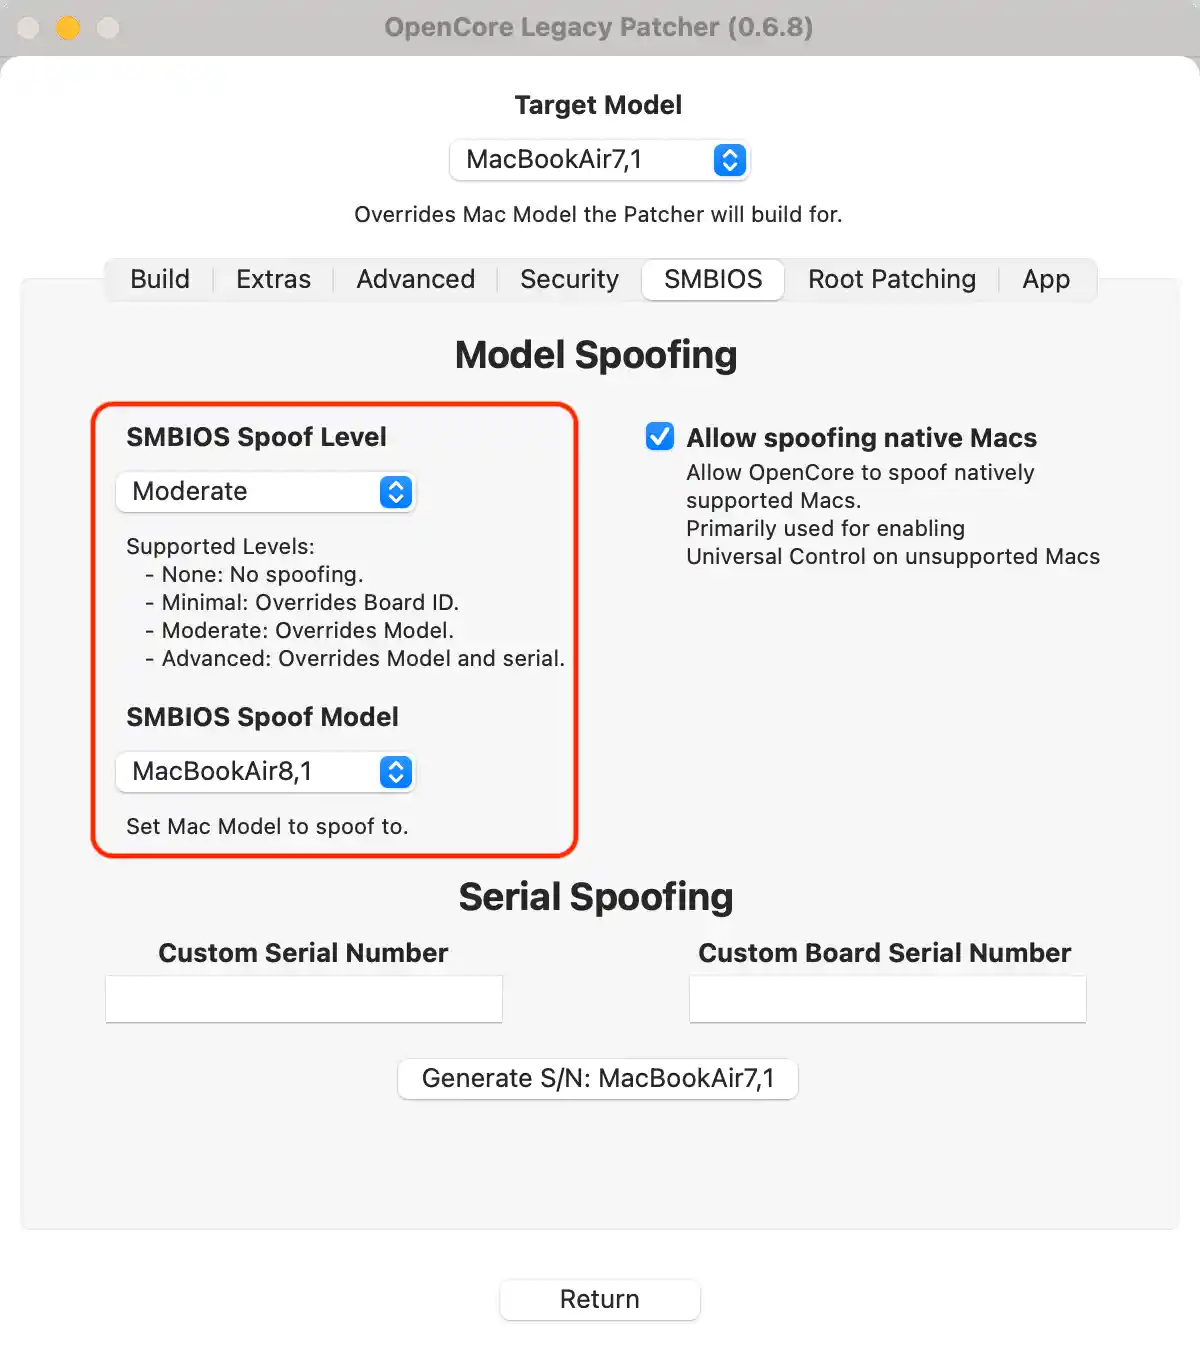 OpenCore Legacy Patcher (0.6.8)
Target Model
MacBookAir7,1
Overrides Mac Model the Patcher will build for.
Build Extras Advanced Security SMBIOS Root Patching App
Model Spoofing
SMBIOS Spoof Level
Moderate
Supported Levels:
- None: No spoofing.
- Minimal: Overrides Board ID.
- Moderate: Overrides Model.
- Advanced: Overrides Model and serial.
SMBIOS Spoof Model
MacBookAir8,1
Set Mac Model to spoof to.
Allow spoofing native Macs
Allow OpenCore to spoof natively
supported Macs.
Primarily used for enabling
Universal Control on unsupported Macs
Serial Spoofing
Custom Serial Number
Custom Board Serial Number
Generate S/N: MacBookAir7,1
Return